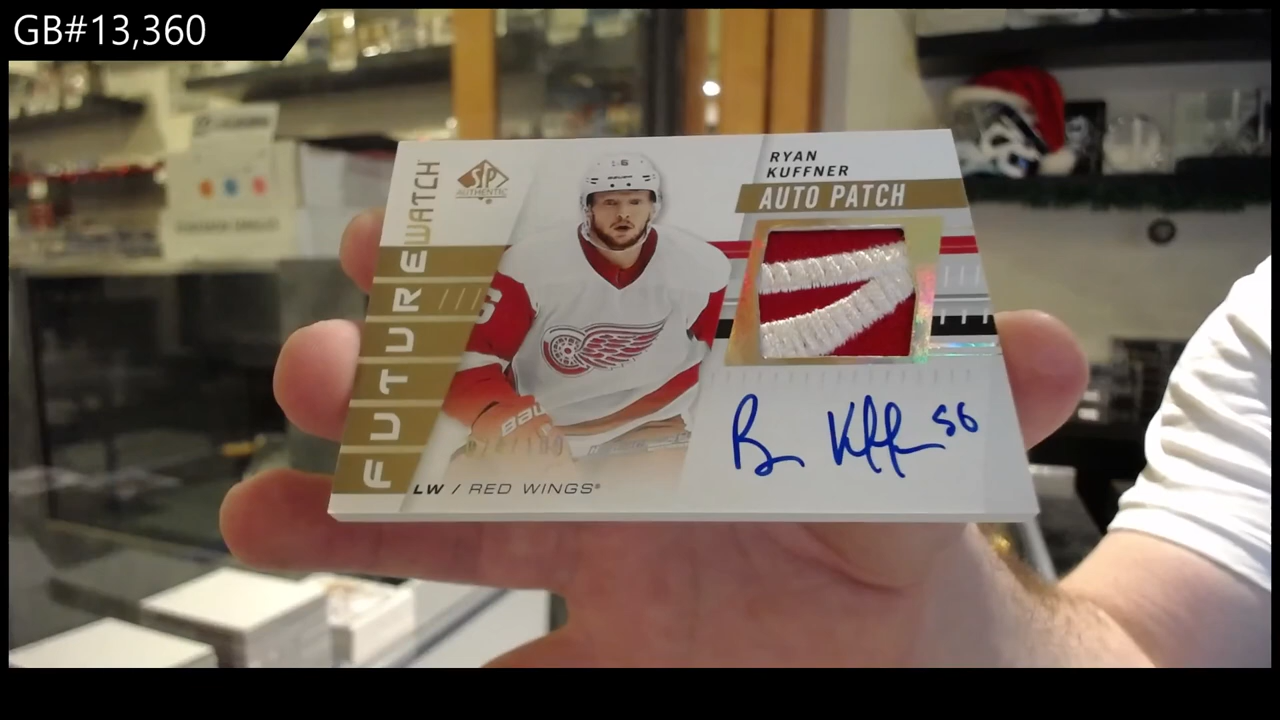 GB#13,360
FUTURE WATCH
SP
AUTHENTIC
RYAN
KUFFNER
AUTO PATCH
LW / RED WINGS®
56